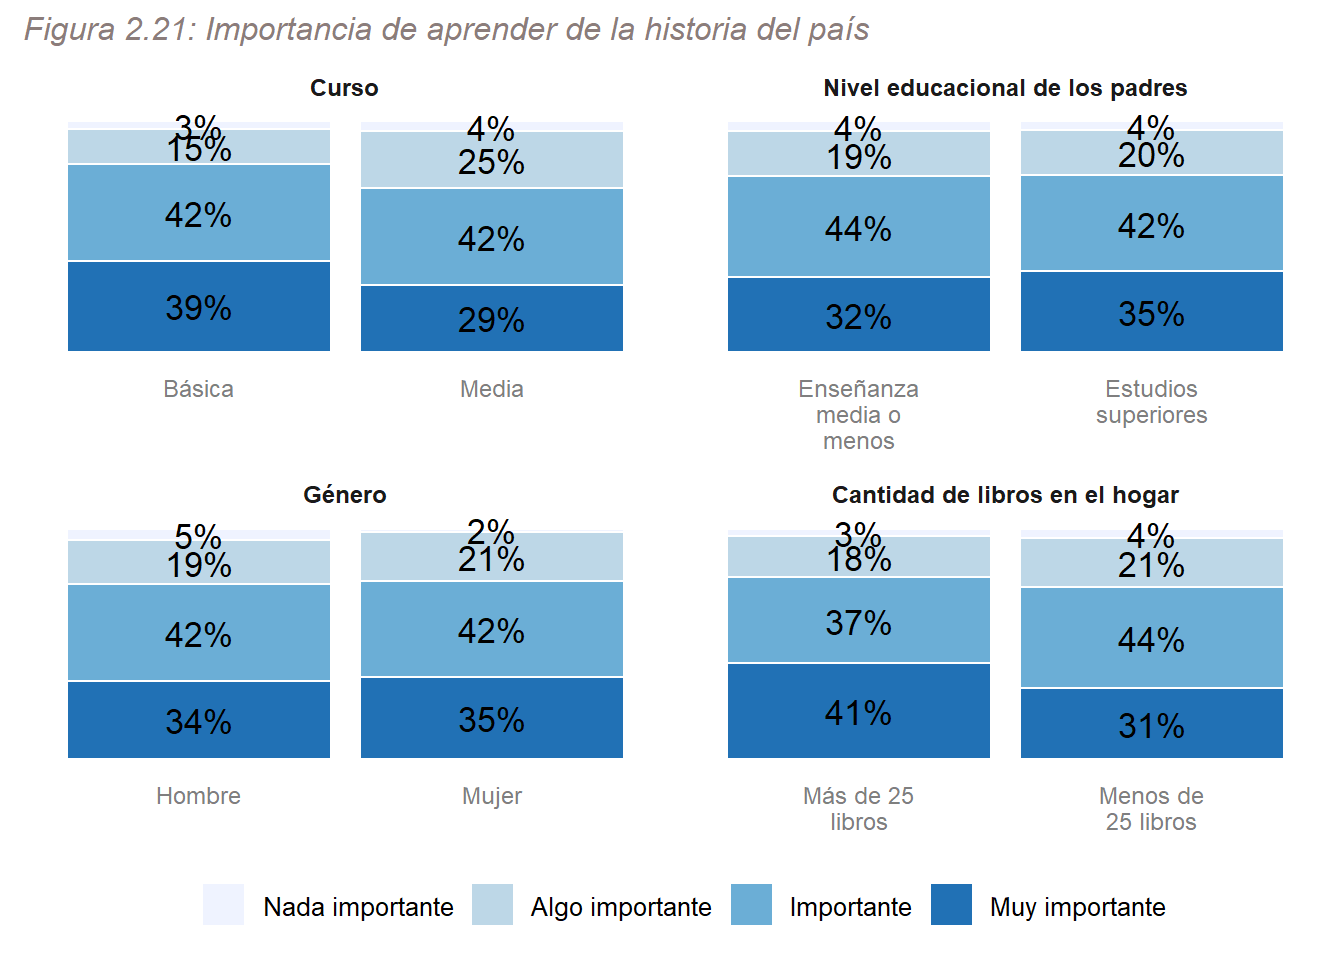 Figura 2.21: Importancia de aprender de la historia del país
Curso
3%
4%
15%
25%
42%
42%
39%
29%
Básica
Media
Nivel educacional de los padres
4%
4%
19%
20%
44%
42%
32%
35%
Enseñanza
media o
menos
Estudios
superiores
Género
5%
2%
19%
21%
42%
42%
34%
35%
Hombre
Mujer
Cantidad de libros en el hogar
3%
4%
18%
21%
37%
44%
41%
31%
Más de 25
libros
Menos de
25 libros
Nada importante
Algo importante
Importante
Muy importante